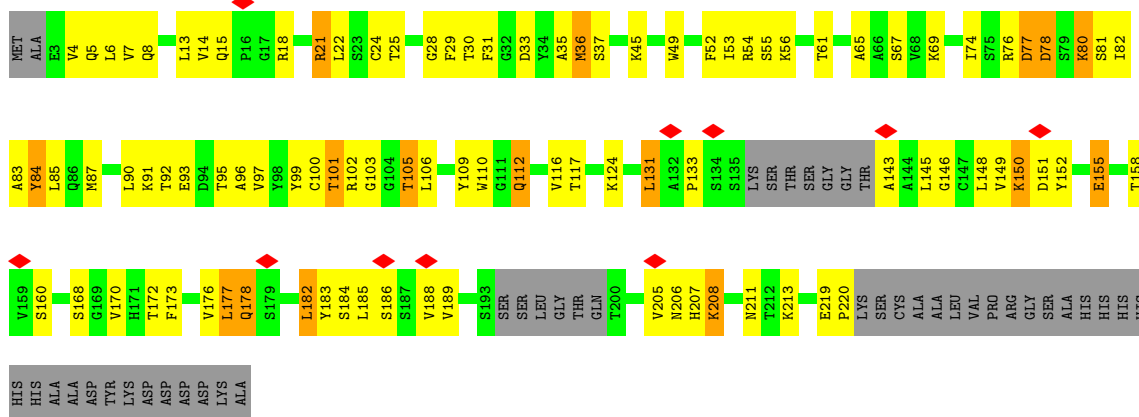 MET ALA E3 V4 Q5 L6 V7 Q8 L13 V14 Q15 P16 G17 R18 R21 L22 S23 C24 T25 G28 F29 T30 F31 G32 D33 Y34 A35 M36 S37 K45 W49 F52 I53 R54 S55 K56 T61 A65 A66 S67 V68 K69 I74 S75 R76 D77 D78 S79 K80 S81 I82
A83 Y84 L85 Q86 M87 L90 K91 T92 E93 D94 T95 A96 V97 Y98 Y99 C100 T101 R102 G103 G104 T105 L106 Y109 W110 G111 Q112 V116 T117 K124 L131 A132 P133 S134 S135 LYS SER THR SER GLY GLY THR A143 A144 L145 G146 C147 L148 V149 K150 D151 Y152 E155 T158
V159 S160 S168 G169 V170 H171 T172 F173 V176 L177 Q178 S179 L182 Y183 S184 L185 S186 S187 V188 V189 S193 SER SER LEU GLY THR GLN T200 V205 N206 H207 K208 N211 T212 K213 E219 P220 LYS SER CYS ALA ALA LEU VAL PRO ARG GLY SER ALA HIS HIS HIS
HIS HIS ALA ALA ASP TYR LYS ASP ASP ASP ASP LYS ALA